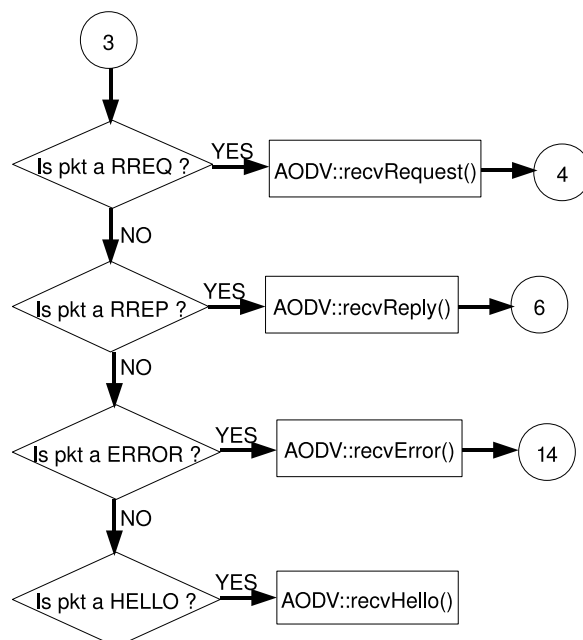 3
Is pkt a RREQ ?
YES
AODV::recvRequest()
4
NO
Is pkt a RREP ?
YES
AODV::recvReply()
6
NO
Is pkt a ERROR ?
YES
AODV::recvError()
14
NO
Is pkt a HELLO ?
YES
AODV::recvHello()